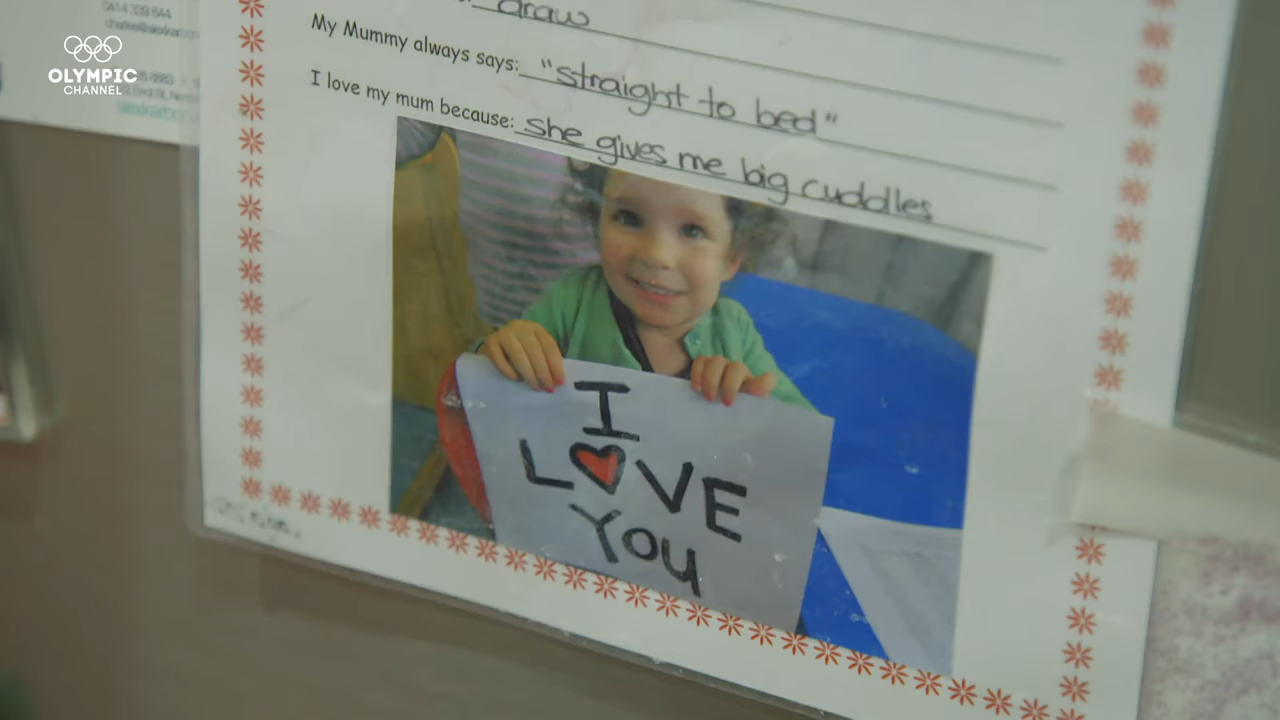 OLYMPIC
CHANNEL
draw
My Mummy always says: "straight to bed"
I love my mum because: she gives me big cuddles
I
LOVE
YOU